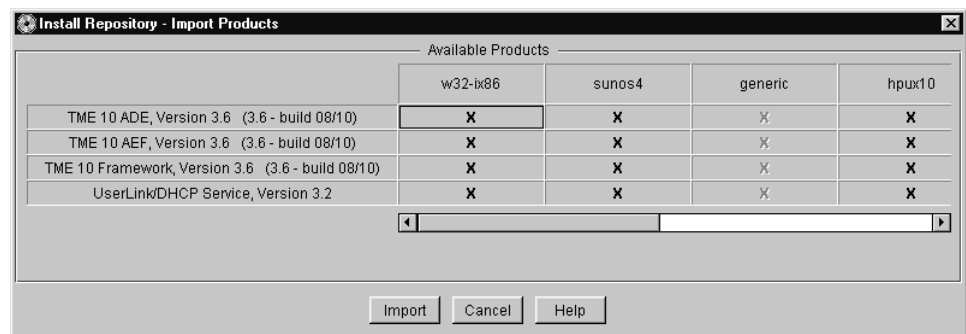 Install Repository - Import Products
Available Products
w32-ix86 sunos4 generic hpux10
TME 10 ADE, Version 3.6 (3.6 - build 08/10) X X X X
TME 10 AEF, Version 3.6 (3.6 - build 08/10) X X X X
TME 10 Framework, Version 3.6 (3.6 - build 08/10) X X X X
UserLink/DHCP Service, Version 3.2 X X X X
Import Cancel Help